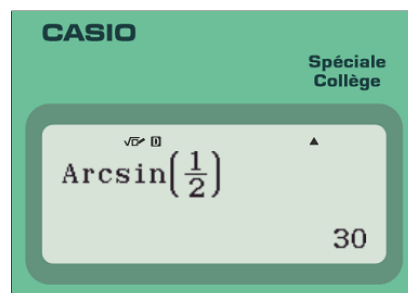 CASIO
Spéciale
Collège
√▱ D ▲
Arcsin(1/2)
30